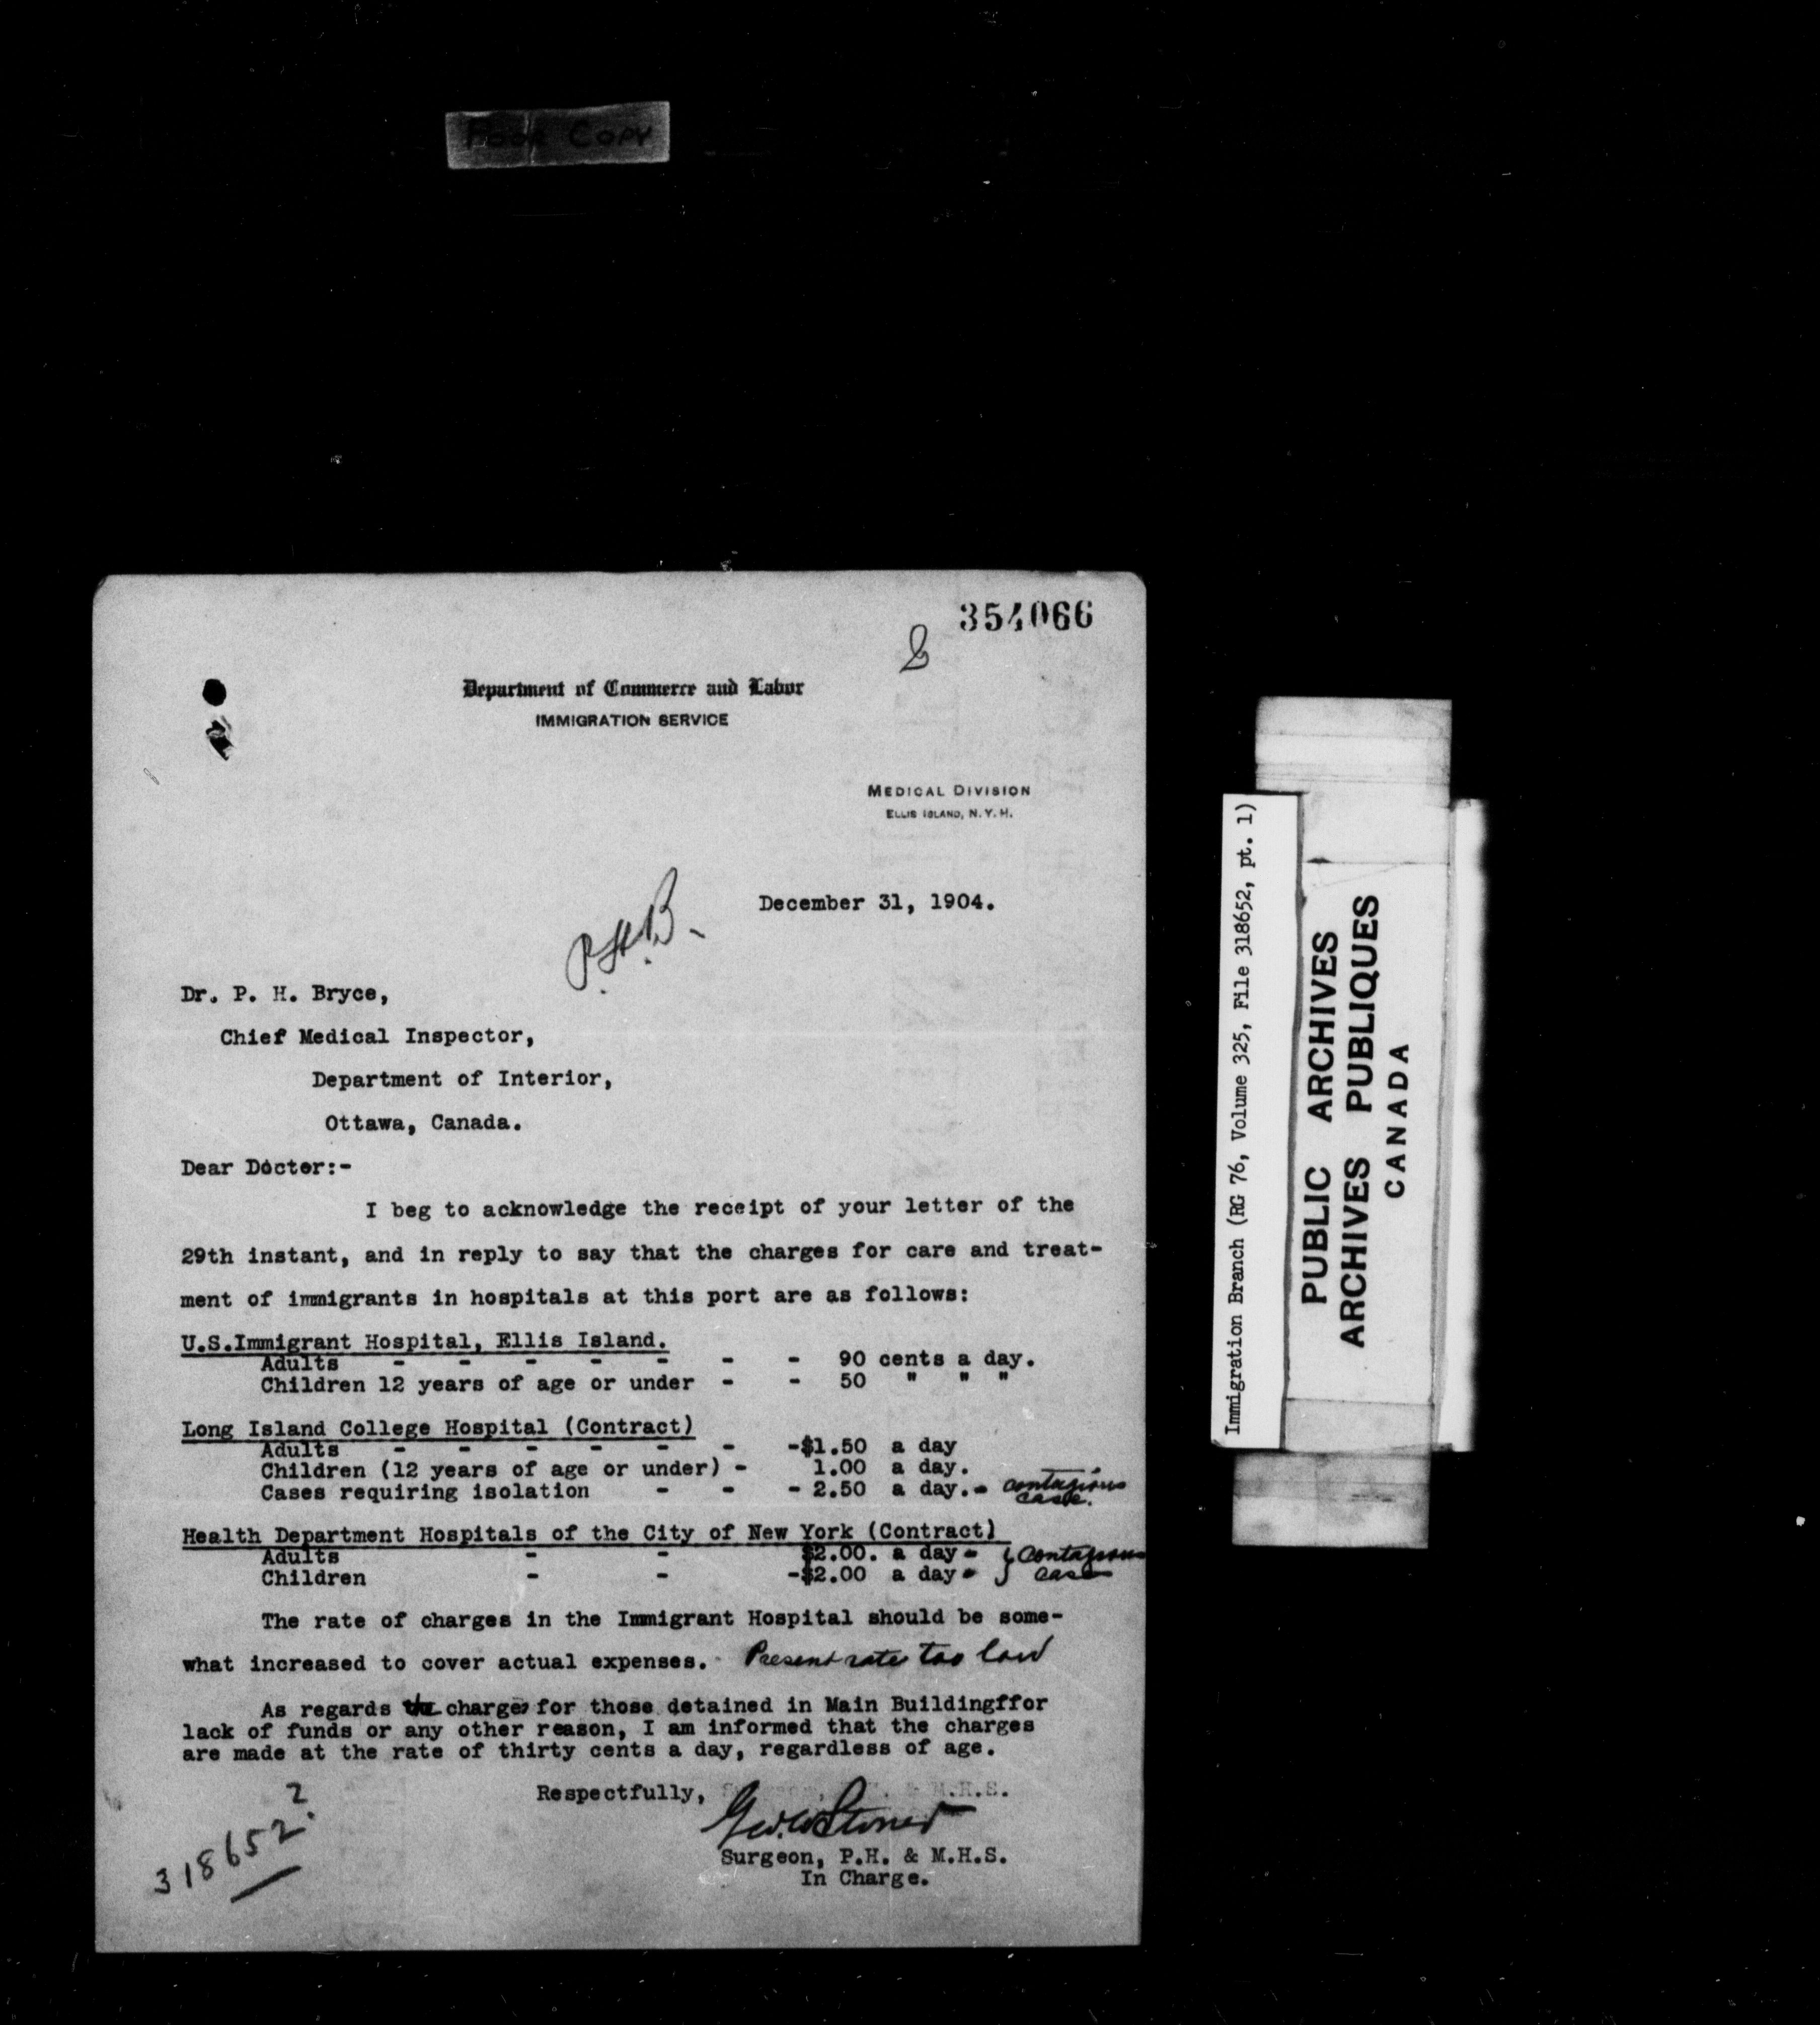 Poor Copy
354066
8
Department of Commerce and Labor
IMMIGRATION SERVICE
MEDICAL DIVISION
ELLIS ISLAND, N.Y.H.
December 31, 1904.
P.H.B.
Dr. P. H. Bryce,
Chief Medical Inspector,
Department of Interior,
Ottawa, Canada.
Dear Docter:-
I beg to acknowledge the receipt of your letter of the
29th instant, and in reply to say that the charges for care and treat-
ment of immigrants in hospitals at this port are as follows:
U.S.Immigrant Hospital, Ellis Island.
Adults - - - - - - - 90 cents a day.
Children 12 years of age or under - - 50 " " "
Long Island College Hospital (Contract)
Adults - - - - - - -$1.50 a day
Children (12 years of age or under) - 1.00 a day.
Cases requiring isolation - - - 2.50 a day.- contagious
case.
Health Department Hospitals of the City of New York (Contract)
Adults - - $2.00. a day - } contagious
Children - - -$2.00 a day - } cases
The rate of charges in the Immigrant Hospital should be some-
what increased to cover actual expenses. Present rate too low
As regards the charges for those detained in Main Buildingffor
lack of funds or any other reason, I am informed that the charges
are made at the rate of thirty cents a day, regardless of age.
Respectfully, M.H.S.
Geo. W. Stoner
Surgeon, P.H. & M.H.S.
In Charge.
2
318652
Immigration Branch (RG 76, Volume 325, File 318652, pt. 1)
PUBLIC ARCHIVES
ARCHIVES PUBLIQUES
CANADA